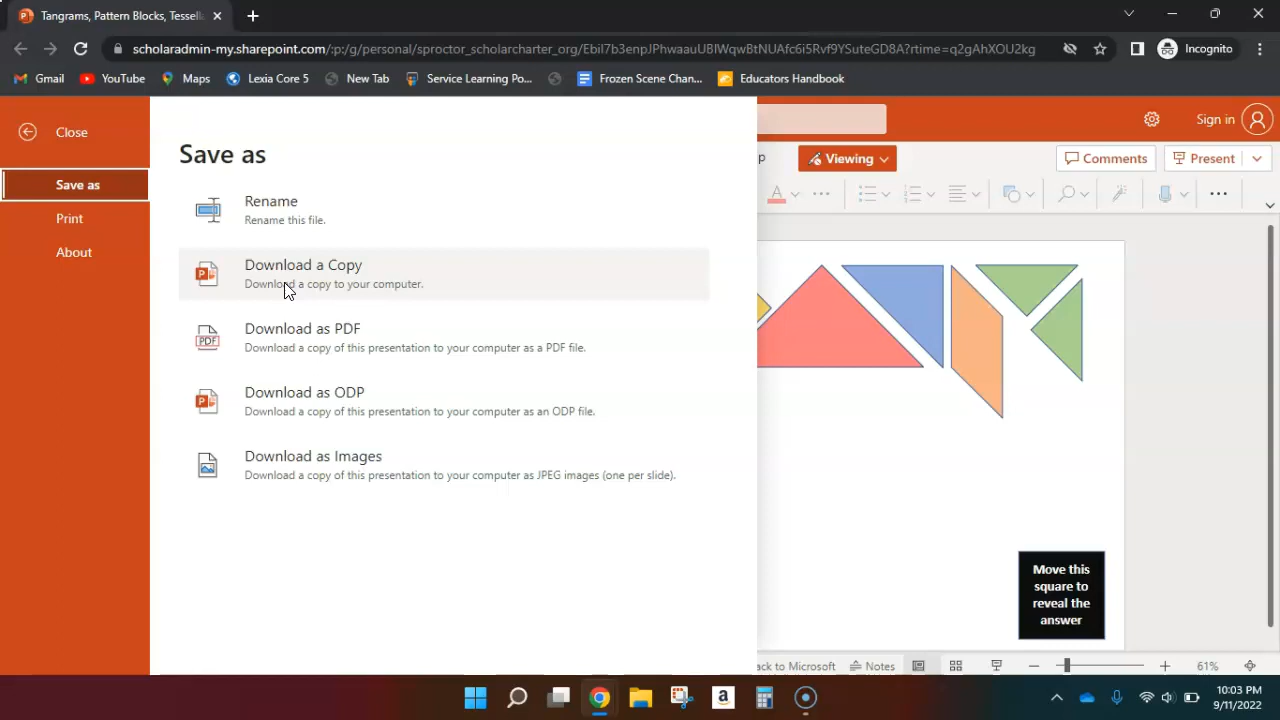 Tangrams, Pattern Blocks, Tessell
scholaradmin-my.sharepoint.com/:p:/g/personal/sproctor_scholarcharter_org/Ebil7b3enpJPhwaauUBIWqwBtNUAfc6i5Rvf9YSuteGD8A?rtime=q2gAhXOU2kg
Incognito
Gmail
YouTube
Maps
Lexia Core 5
New Tab
Service Learning Po...
Frozen Scene Chan...
Educators Handbook
Close
Sign in
Save as
p
Viewing
Comments
Present
Save as
Rename
Rename this file.
Print
About
Download a Copy
Download a copy to your computer.
Download as PDF
Download a copy of this presentation to your computer as a PDF file.
Download as ODP
Download a copy of this presentation to your computer as an ODP file.
Download as Images
Download a copy of this presentation to your computer as JPEG images (one per slide).
Move this
square to
reveal the
answer
ack to Microsoft
Notes
61%
10:03 PM
9/11/2022